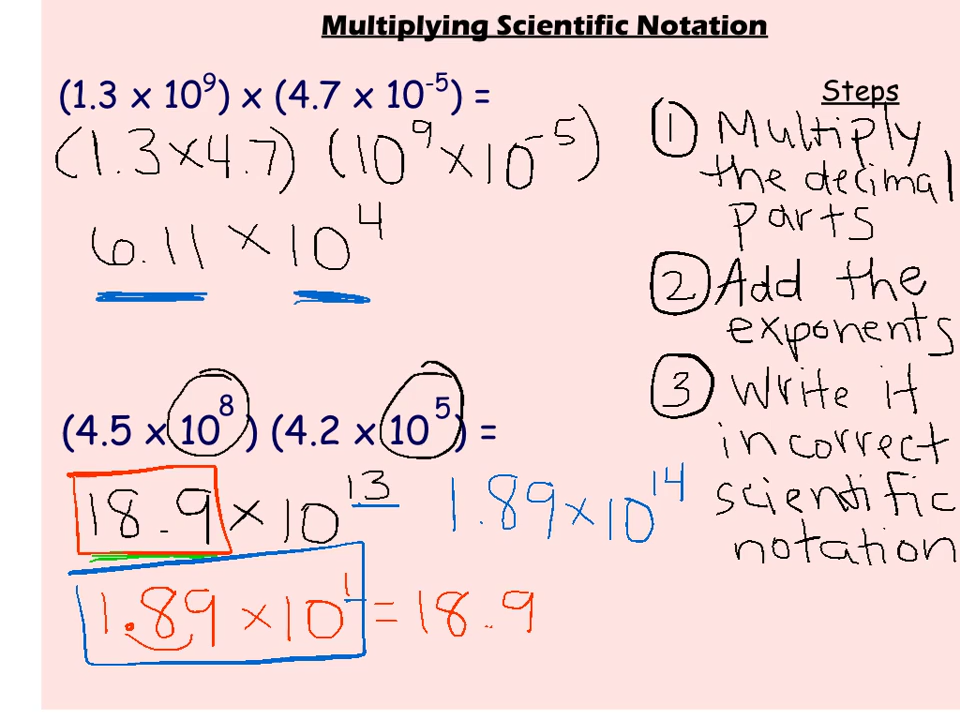 Multiplying Scientific Notation
(1.3 x 10⁹) x (4.7 x 10⁻⁵) =
(1.3 x 4.7) (10⁹ x 10⁻⁵)
6.11 x 10⁴
(4.5 x 10⁸) (4.2 x 10⁵) =
18.9 x 10¹³
1.89 x 10¹⁴
1.89 x 10¹ = 18.9
Steps
① Multiply
the decimal
parts
② Add the
exponents
③ Write it
in correct
scientific
notation